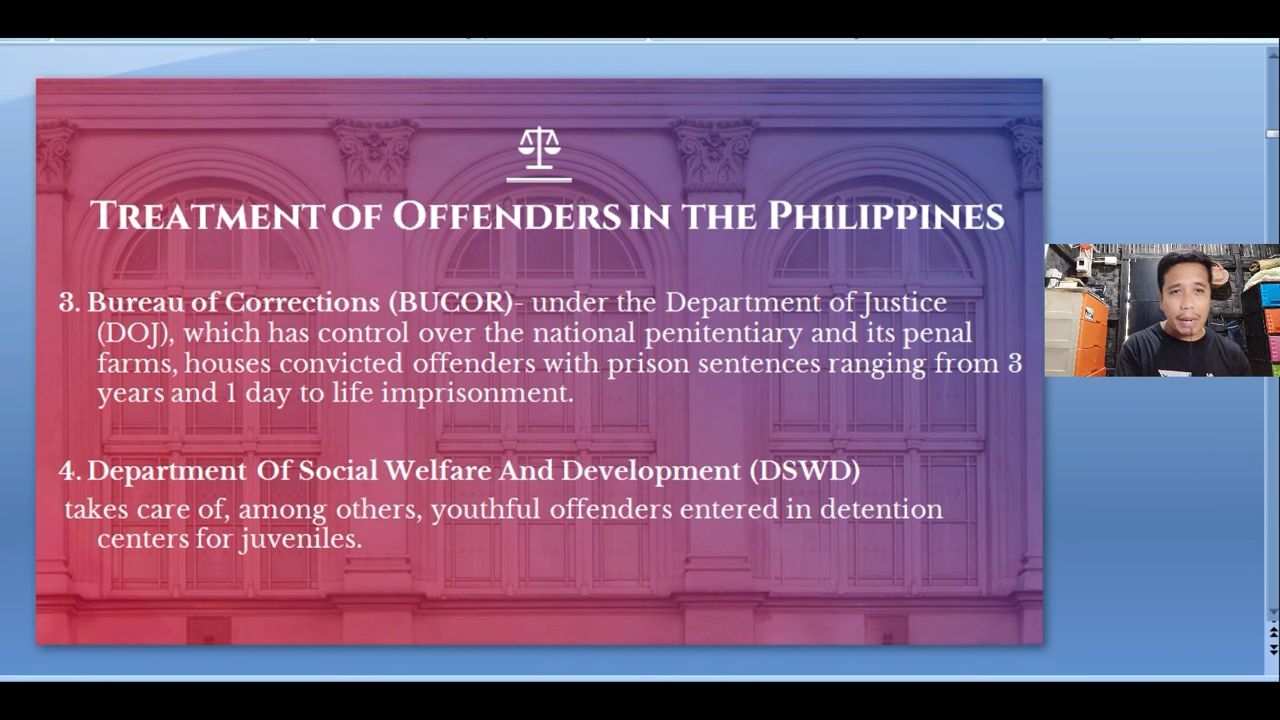 TREATMENT OF OFFENDERS IN THE PHILIPPINES
3. Bureau of Corrections (BUCOR)- under the Department of Justice
(DOJ), which has control over the national penitentiary and its penal
farms, houses convicted offenders with prison sentences ranging from 3
years and 1 day to life imprisonment.
4. Department Of Social Welfare And Development (DSWD)
takes care of, among others, youthful offenders entered in detention
centers for juveniles.